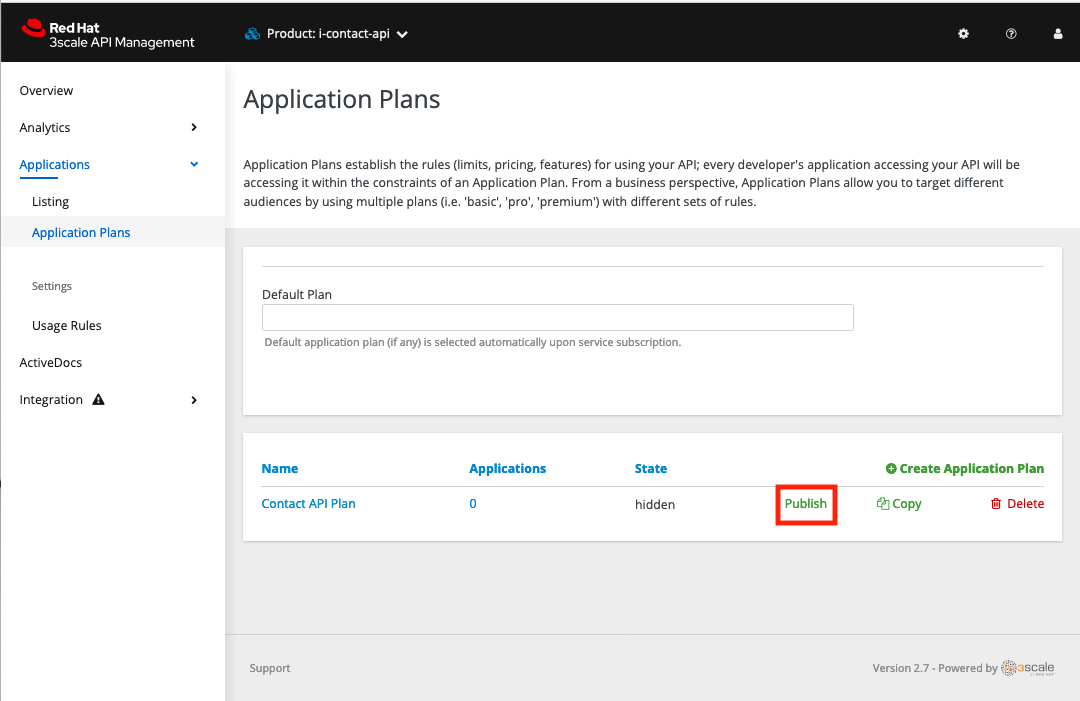 Red Hat
3scale API Management
Product: i-contact-api
Overview
Analytics
Applications
Listing
Application Plans
Settings
Usage Rules
ActiveDocs
Integration
Application Plans
Application Plans establish the rules (limits, pricing, features) for using your API; every developer's application accessing your API will be
accessing it within the constraints of an Application Plan. From a business perspective, Application Plans allow you to target different
audiences by using multiple plans (i.e. 'basic', 'pro', 'premium') with different sets of rules.
Default Plan
Default application plan (if any) is selected automatically upon service subscription.
Name Applications State Create Application Plan
Contact API Plan 0 hidden Publish Copy Delete
Support Version 2.7 - Powered by 3scale
BY RED HAT